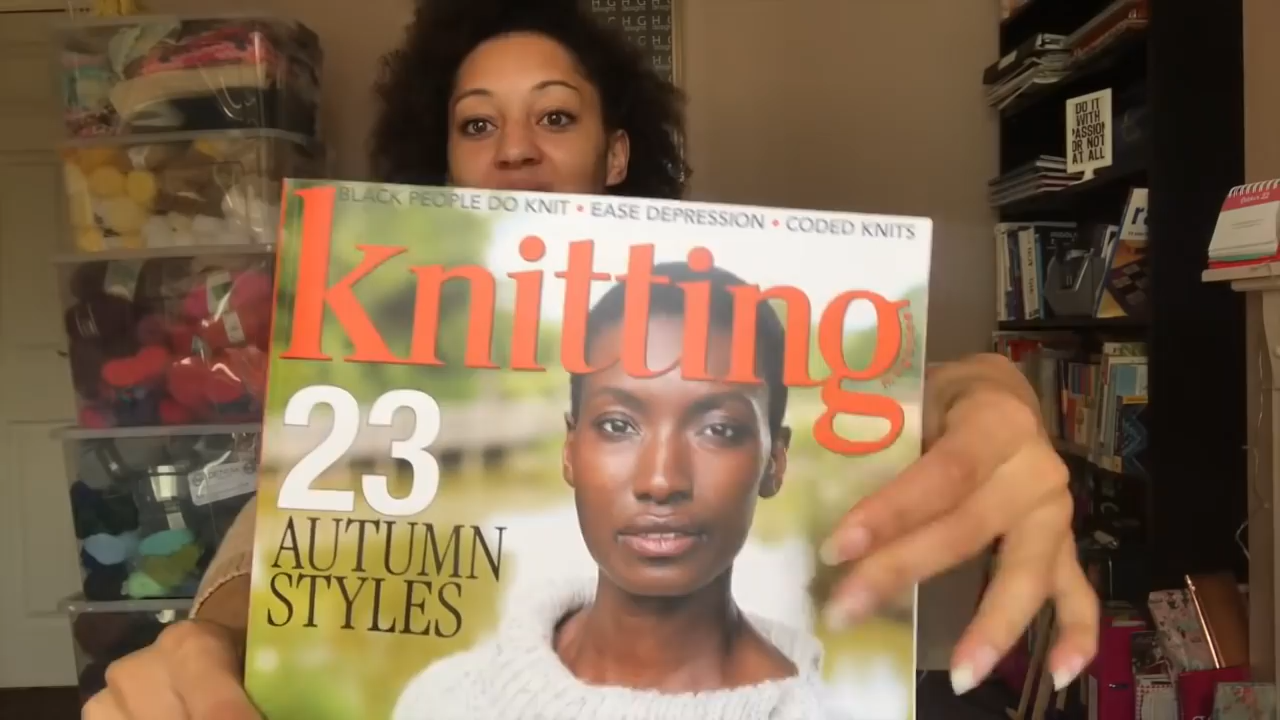 BLACK PEOPLE DO KNIT • EASE DEPRESSION • CODED KNITS
knitting
23
AUTUMN
STYLES
DO IT
WITH
PASSION
OR NOT
AT ALL